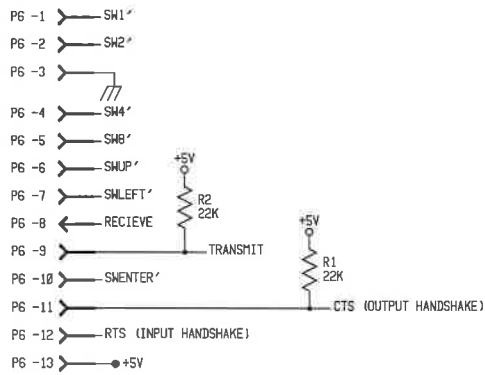 P6 -1 SW1′
P6 -2 SW2′
P6 -3
P6 -4 SW4′
P6 -5 SW8′
P6 -6 SWUP′
+5V
P6 -7 SWLEFT′
R2
22K
P6 -8 RECIEVE
+5V
P6 -9 TRANSMIT
R1
22K
P6 -10 SWENTER′
P6 -11 CTS (OUTPUT HANDSHAKE)
P6 -12 RTS (INPUT HANDSHAKE)
P6 -13 +5V